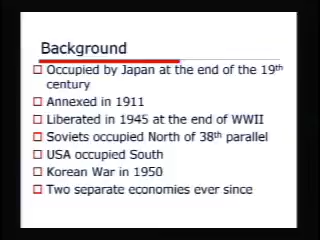 Background
Occupied by Japan at the end of the 19th
century
Annexed in 1911
Liberated in 1945 at the end of WWII
Soviets occupied North of 38th parallel
USA occupied South
Korean War in 1950
Two separate economies ever since